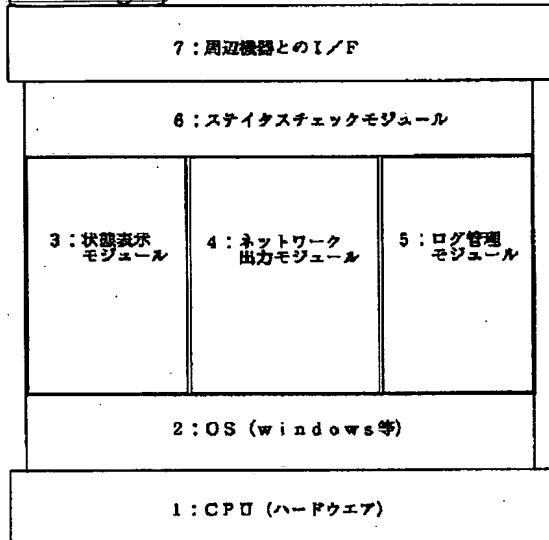 7：周辺機器とのI／F
6：ステイタスチェックモジュール
3：状態表示
モジュール
4：ネットワーク
出力モジュール
5：ログ管理
モジュール
2：OS（windows等）
1：CPU（ハードウエア）